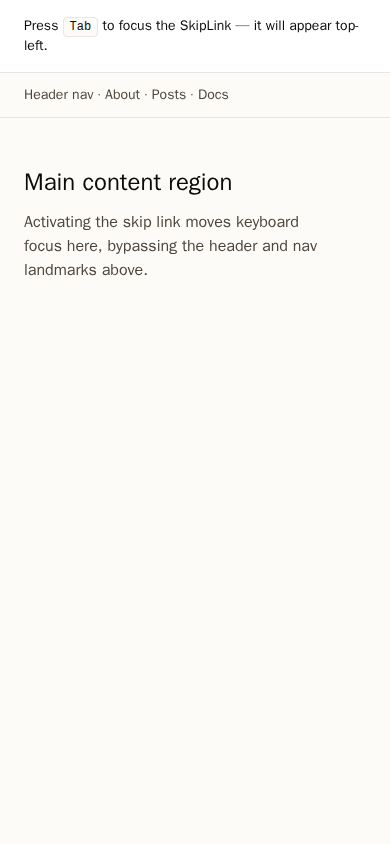 Press Tab to focus the SkipLink — it will appear top-
left.
Header nav · About · Posts · Docs
Main content region
Activating the skip link moves keyboard
focus here, bypassing the header and nav
landmarks above.